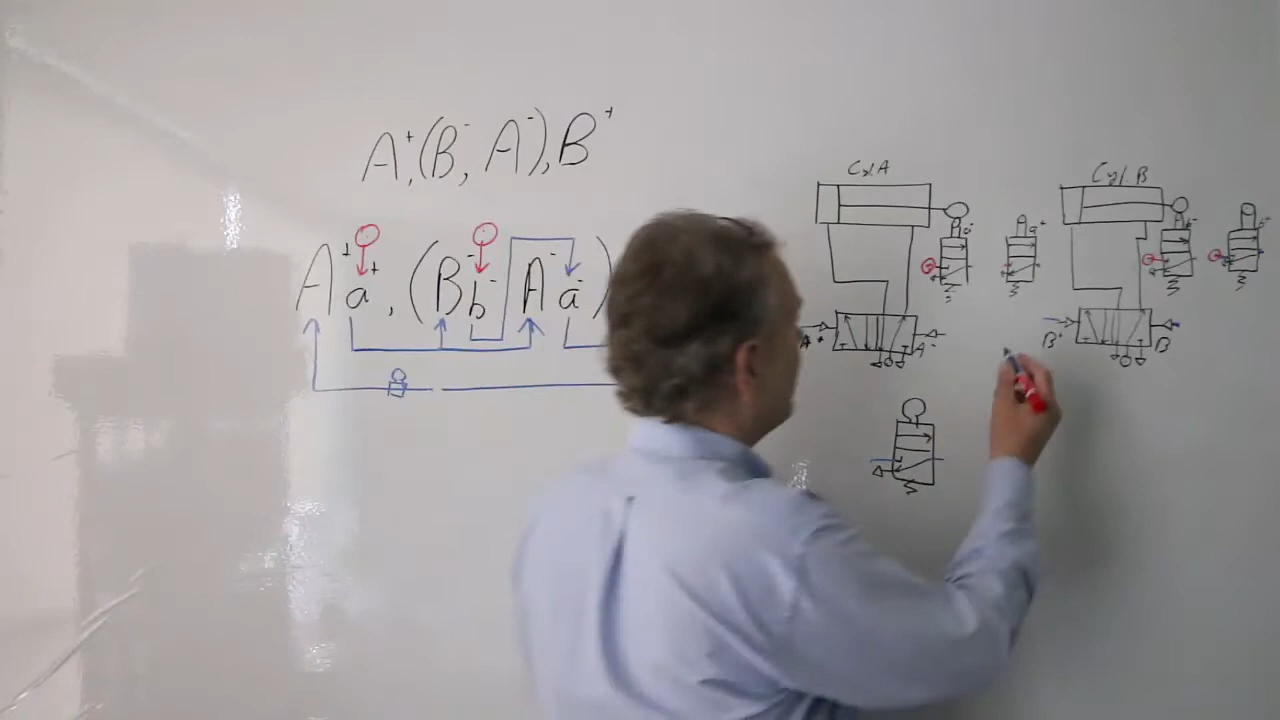 A⁺,(B⁻, A⁻),B⁺
A⁺a⁺,(B⁻b⁻ A⁻a⁻)
Cyl A Cyl. B
a⁻ a⁺ b⁻ b⁺
A⁺ A⁻ B⁺ B⁻